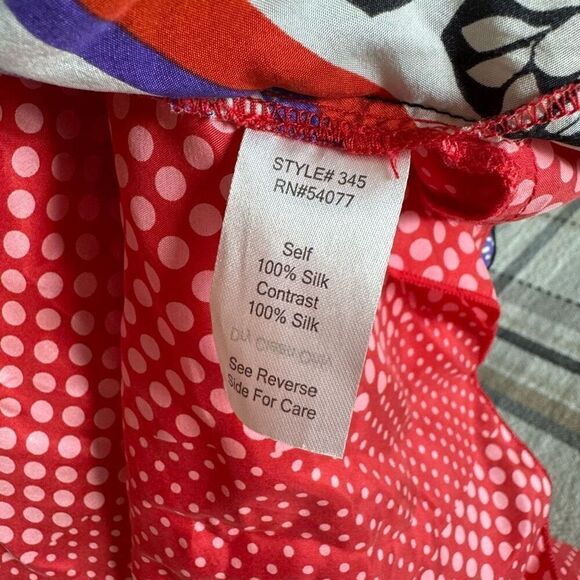 STYLE# 345
RN#54077
Self
100% Silk
Contrast
100% Silk
See Reverse
Side For Care